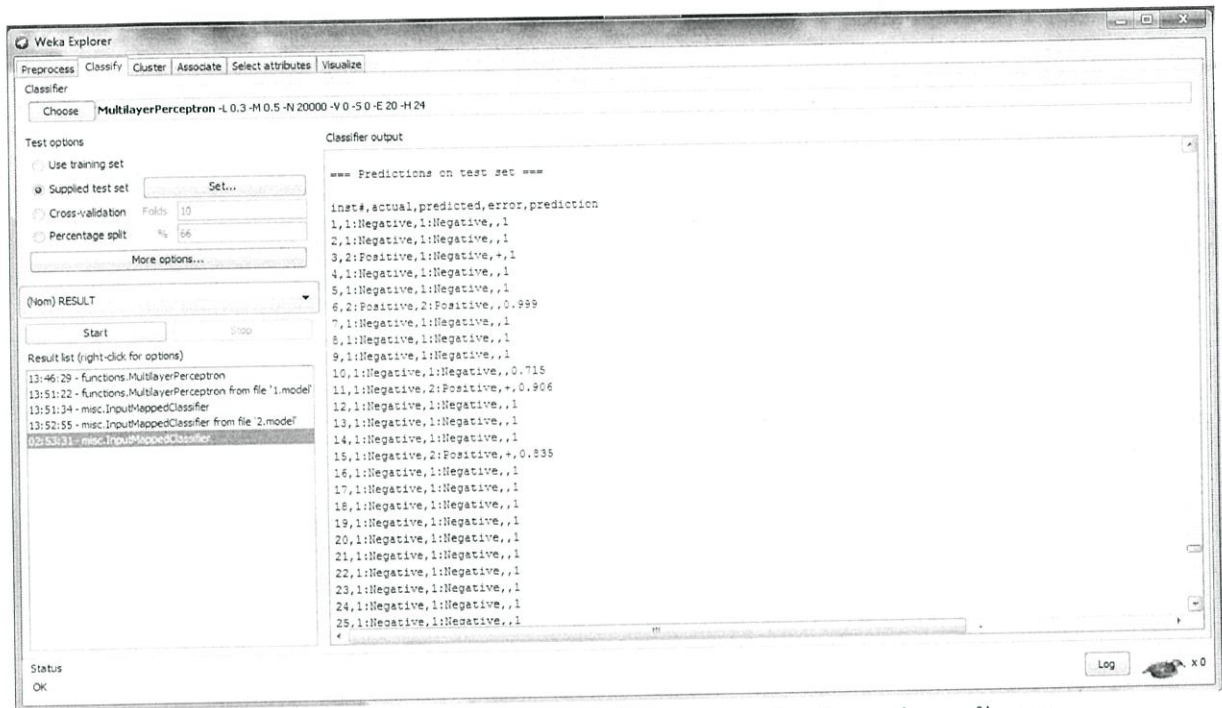 Weka Explorer
Preprocess Classify Cluster Associate Select attributes Visualize
Classifier
Choose MultilayerPerceptron -L 0.3 -M 0.5 -N 20000 -V 0 -S 0 -E 20 -H 24
Test options
Use training set
Supplied test set Set...
Cross-validation Folds 10
Percentage split % 66
More options...
(Nom) RESULT
Start Stop
Result list (right-click for options)
13:46:29 - functions.MultilayerPerceptron
13:51:22 - functions.MultilayerPerceptron from file '1.model'
13:51:34 - misc.InputMappedClassifier
13:52:55 - misc.InputMappedClassifier from file '2.model'
02:53:31 - misc.InputMappedClassifier
Classifier output
=== Predictions on test set ===
inst#,actual,predicted,error,prediction
1,1:Negative,1:Negative,,1
2,1:Negative,1:Negative,,1
3,2:Positive,1:Negative,+,1
4,1:Negative,1:Negative,,1
5,1:Negative,1:Negative,,1
6,2:Positive,2:Positive,,0.999
7,1:Negative,1:Negative,,1
8,1:Negative,1:Negative,,1
9,1:Negative,1:Negative,,1
10,1:Negative,1:Negative,,0.715
11,1:Negative,2:Positive,+,0.906
12,1:Negative,1:Negative,,1
13,1:Negative,1:Negative,,1
14,1:Negative,1:Negative,,1
15,1:Negative,2:Positive,+,0.835
16,1:Negative,1:Negative,,1
17,1:Negative,1:Negative,,1
18,1:Negative,1:Negative,,1
19,1:Negative,1:Negative,,1
20,1:Negative,1:Negative,,1
21,1:Negative,1:Negative,,1
22,1:Negative,1:Negative,,1
23,1:Negative,1:Negative,,1
24,1:Negative,1:Negative,,1
25,1:Negative,1:Negative,,1
Status
OK
Log x 0